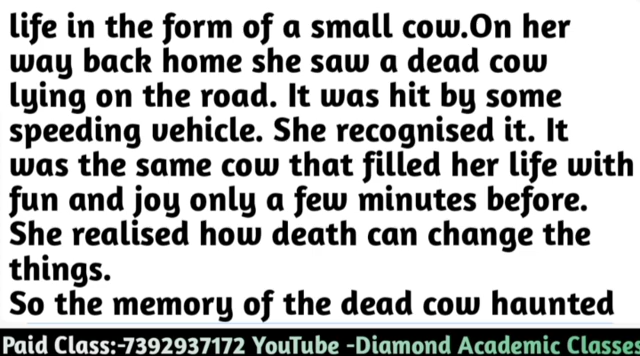 life in the form of a small cow.On her
way back home she saw a dead cow
lying on the road. It was hit by some
speeding vehicle. She recognised it. It
was the same cow that filled her life with
fun and joy only a few minutes before.
She realised how death can change the
things.
So the memory of the dead cow haunted
Paid Class:-7392937172 YouTube -Diamond Academic Classes